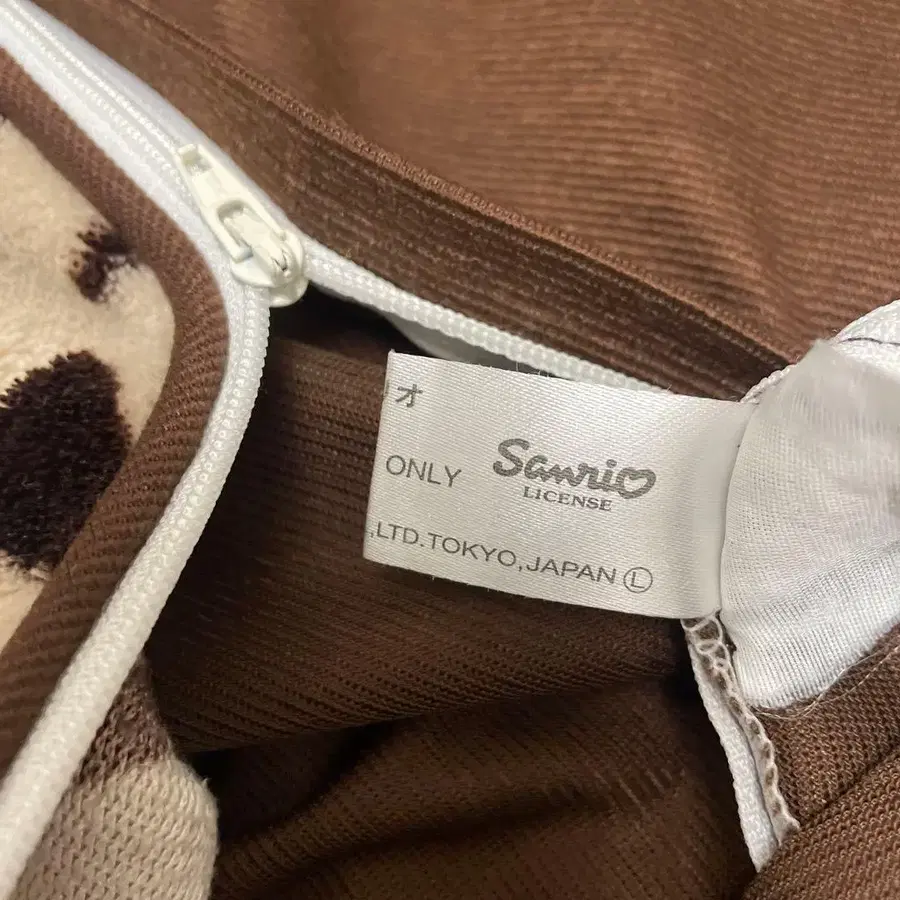 オ
ONLY
Sanrio
LICENSE
,LTD.TOKYO,JAPAN Ⓛ